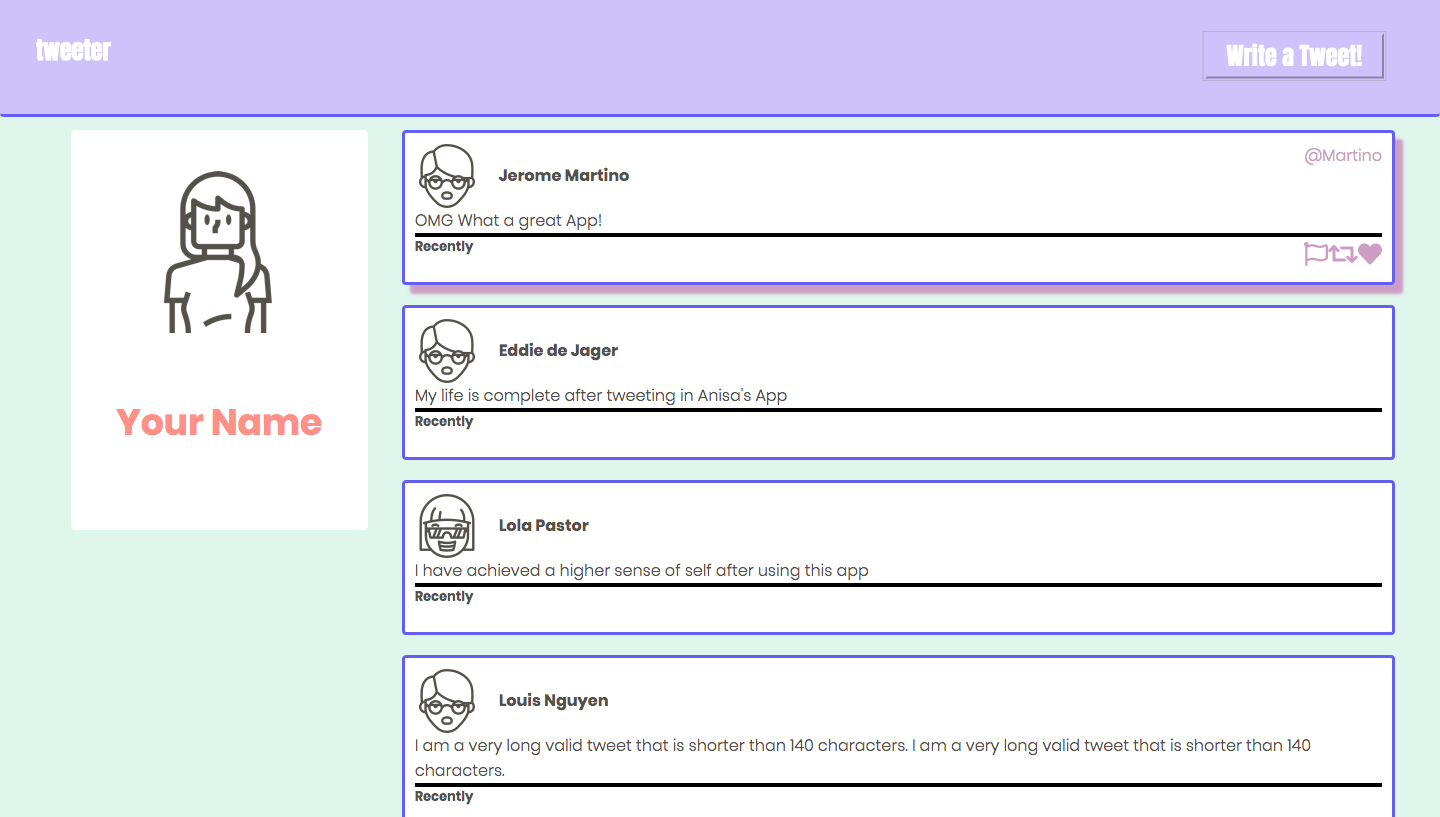 tweeter
Write a Tweet!
Your Name
Jerome Martino
@Martino
OMG What a great App!
Recently
Eddie de Jager
My life is complete after tweeting in Anisa's App
Recently
Lola Pastor
I have achieved a higher sense of self after using this app
Recently
Louis Nguyen
I am a very long valid tweet that is shorter than 140 characters. I am a very long valid tweet that is shorter than 140
characters.
Recently